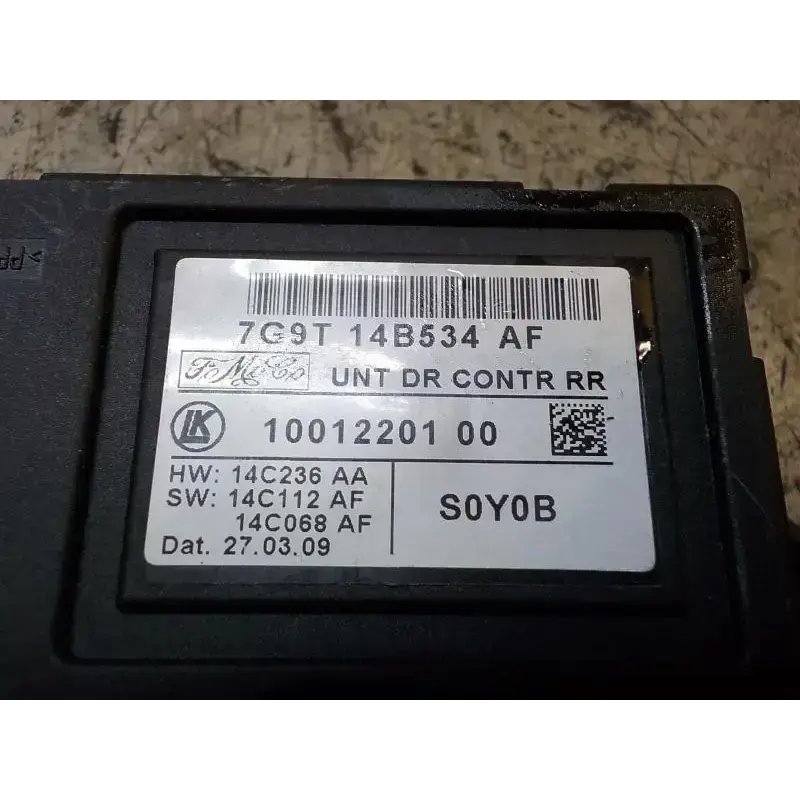 7G9T 14B534 AF
FoMoCo
UNT DR CONTR RR
LK
10012201 00
HW: 14C236 AA
SW: 14C112 AF
14C068 AF
S0Y0B
Dat. 27.03.09